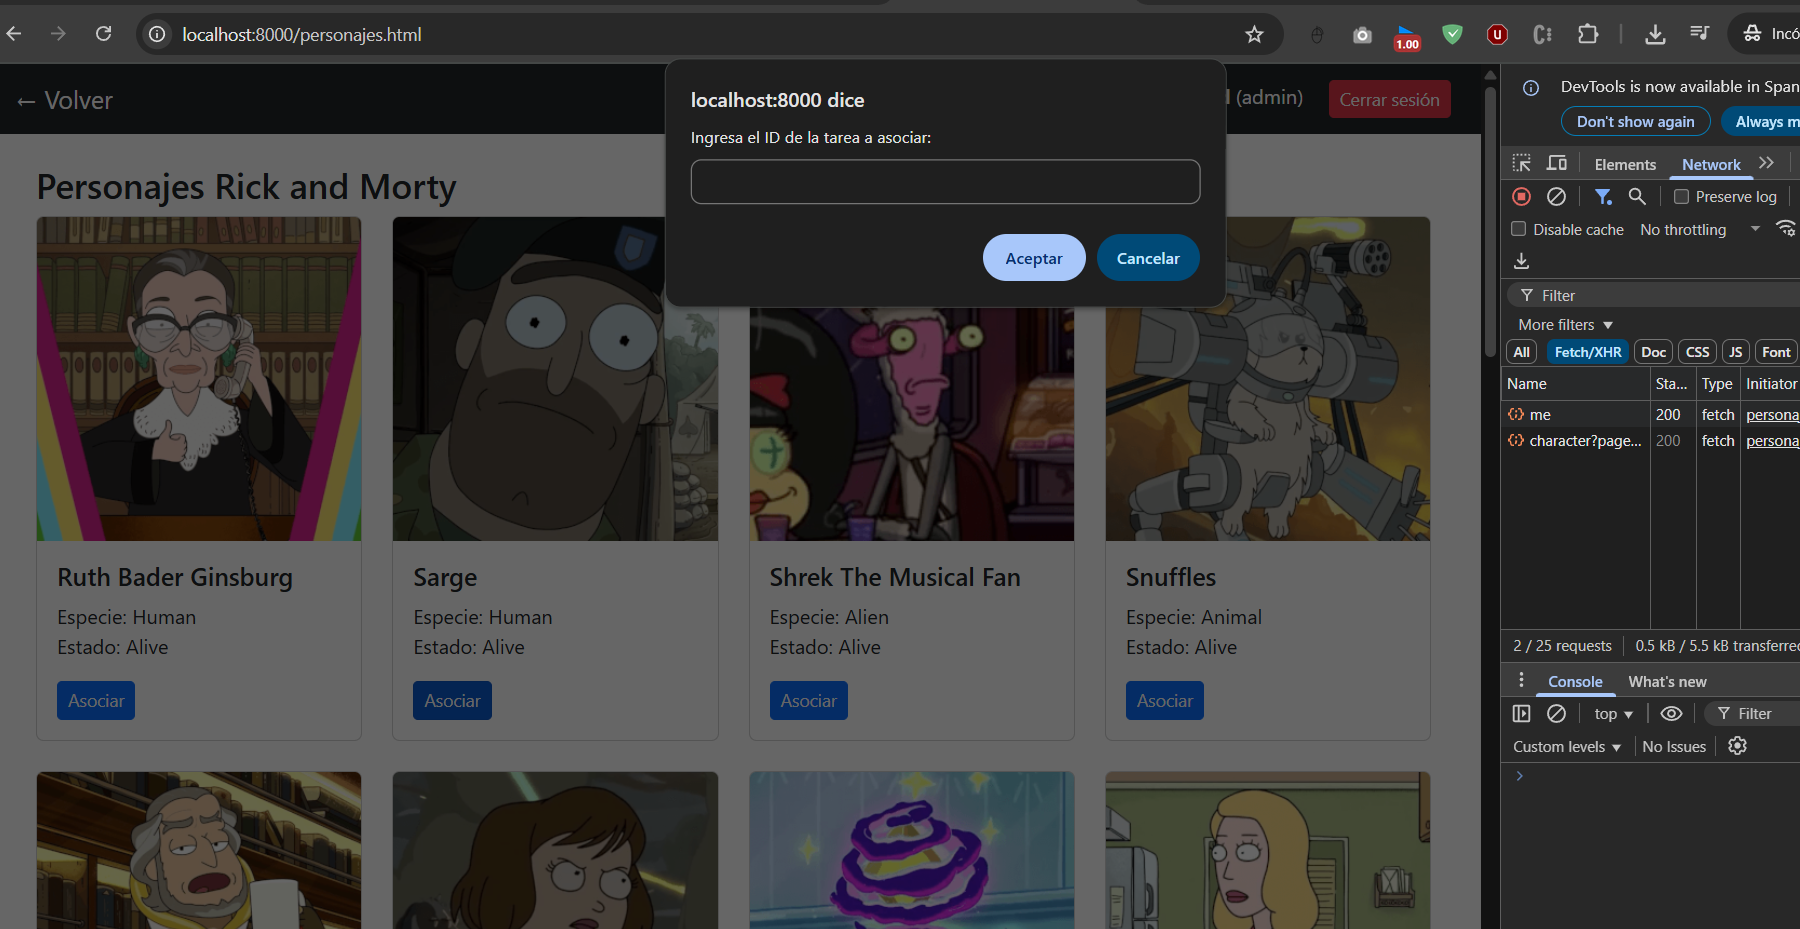 localhost:8000/personajes.html
1.00
Incó
← Volver
(admin)
Cerrar sesión
localhost:8000 dice
Ingresa el ID de la tarea a asociar:
Aceptar
Cancelar
Personajes Rick and Morty
Ruth Bader Ginsburg
Especie: Human
Estado: Alive
Asociar
Sarge
Especie: Human
Estado: Alive
Asociar
Shrek The Musical Fan
Especie: Alien
Estado: Alive
Asociar
Snuffles
Especie: Animal
Estado: Alive
Asociar
DevTools is now available in Span
Don't show again
Always m
Elements
Network
Preserve log
Disable cache
No throttling
Filter
More filters
All
Fetch/XHR
Doc
CSS
JS
Font
Name Sta... Type Initiator
me 200 fetch persona
character?page... 200 fetch persona
2 / 25 requests
0.5 kB / 5.5 kB transferred
Console
What's new
top
Filter
Custom levels
No Issues